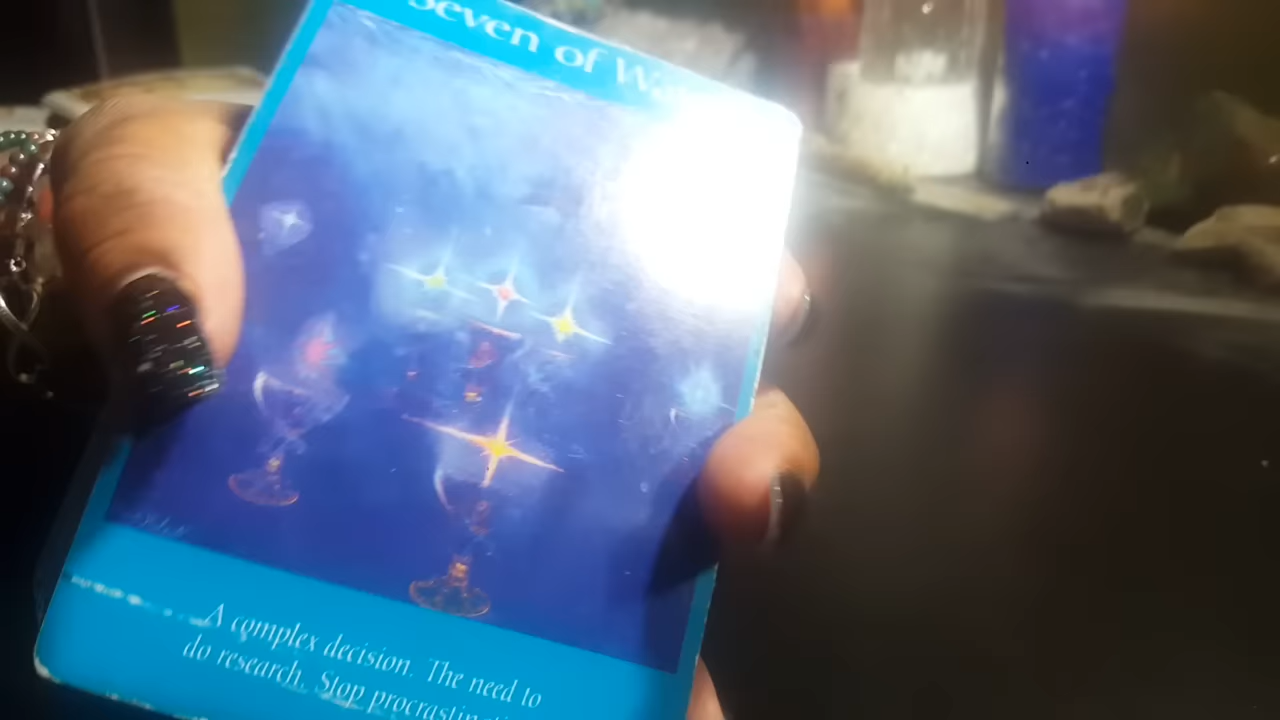 Seven of
A complex decision. The need to
do research. Stop